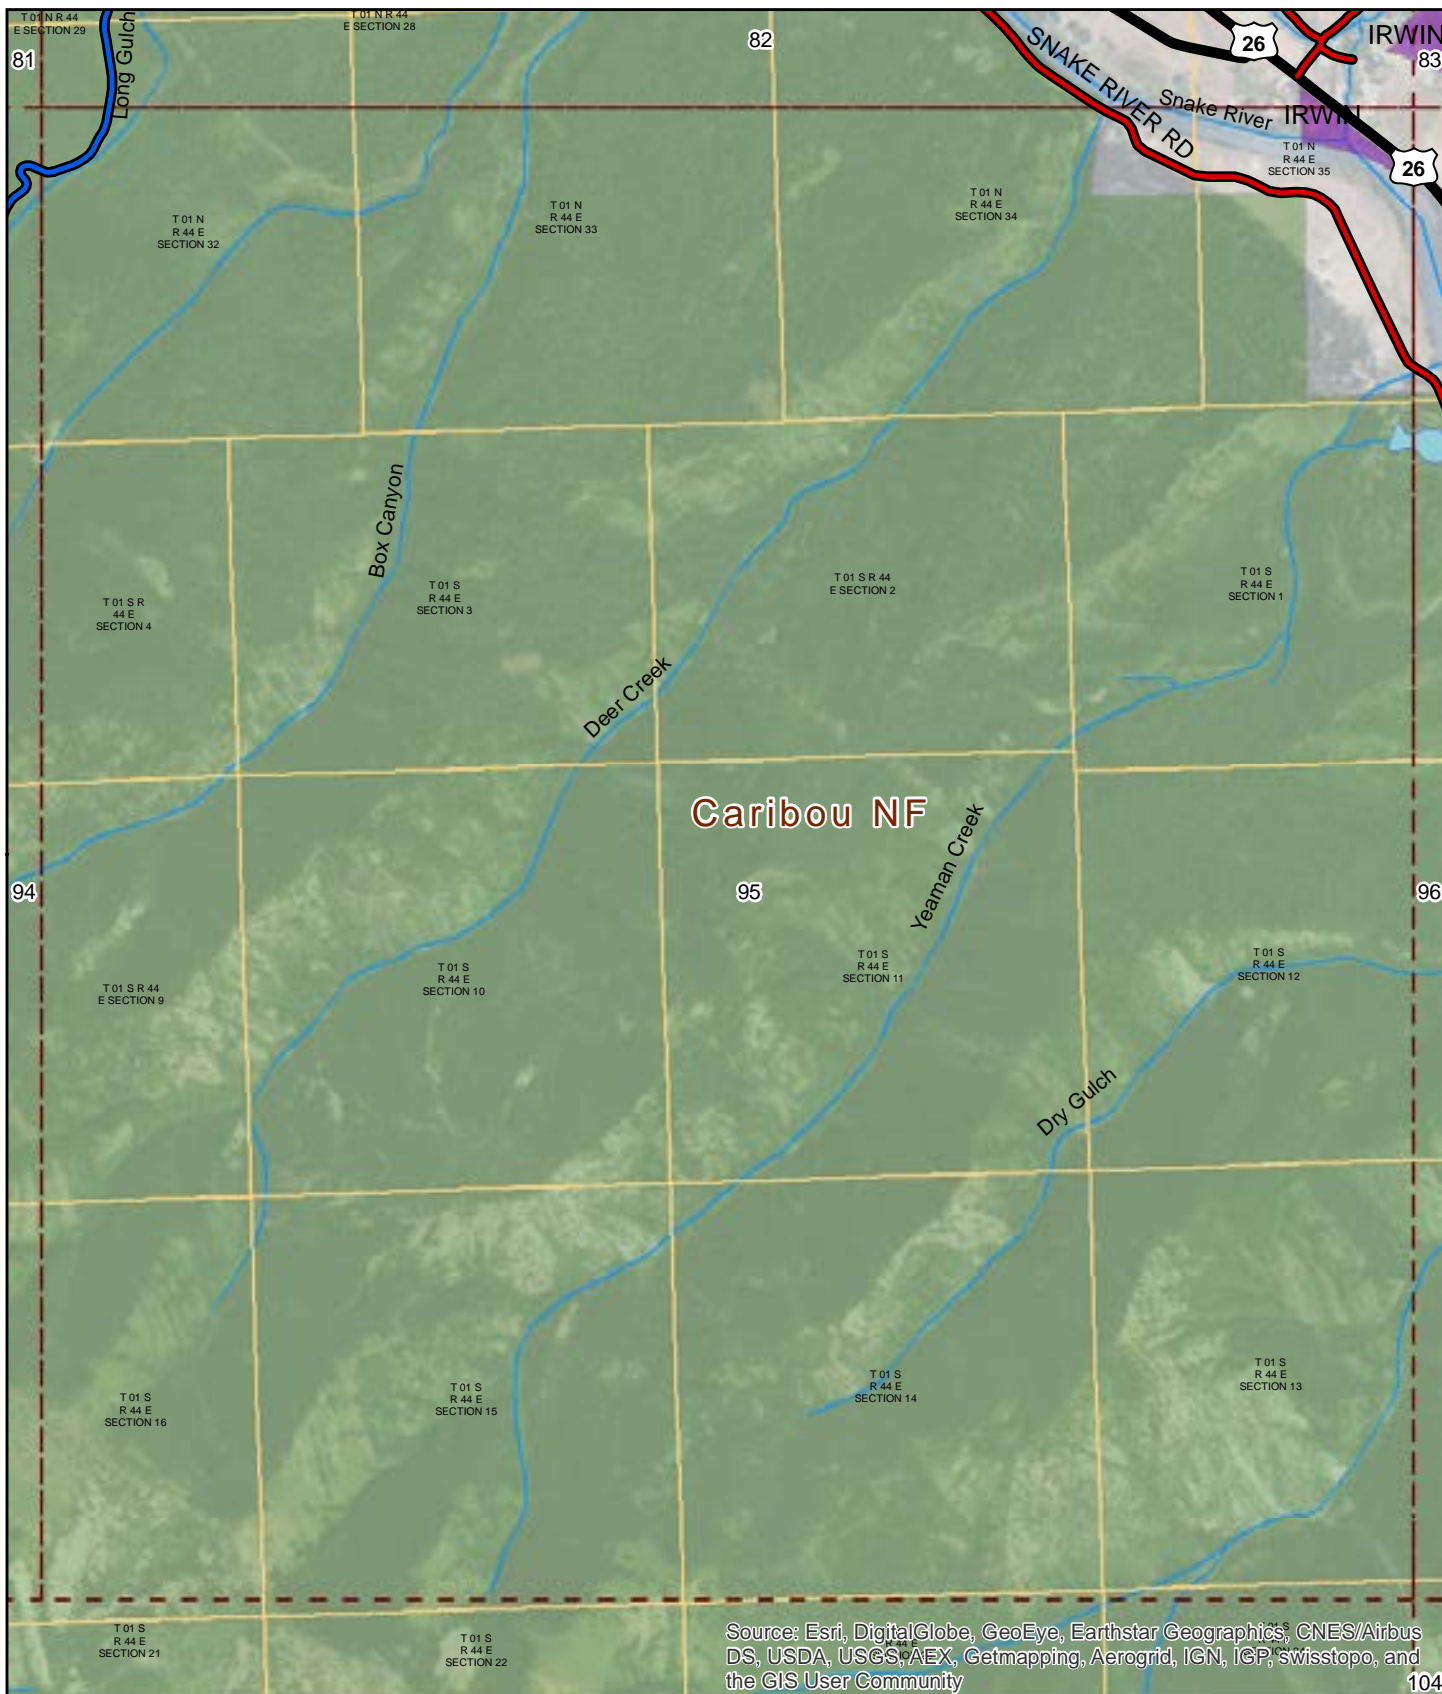 T 01 N R 44
E SECTION 29
T 01 N R 44
E SECTION 28
81
82
83
Long Gulch
SNAKE RIVER RD
26
IRWIN
Snake River
IRWIN
26
T 01 N
R 44 E
SECTION 35
T 01 N
R 44 E
SECTION 32
T 01 N
R 44 E
SECTION 33
T 01 N
R 44 E
SECTION 34
Box Canyon
T 01 S R
44 E
SECTION 4
T 01 S
R 44 E
SECTION 3
T 01 S R 44
E SECTION 2
T 01 S
R 44 E
SECTION 1
Deer Creek
Caribou NF
Yeaman Creek
94
95
96
T 01 S R 44
E SECTION 9
T 01 S
R 44 E
SECTION 10
T 01 S
R 44 E
SECTION 11
T 01 S
R 44 E
SECTION 12
Dry Gulch
T 01 S
R 44 E
SECTION 16
T 01 S
R 44 E
SECTION 15
T 01 S
R 44 E
SECTION 14
T 01 S
R 44 E
SECTION 13
T 01 S
R 44 E
SECTION 21
T 01 S
R 44 E
SECTION 22
Source: Esri, DigitalGlobe, GeoEye, Earthstar Geographics, CNES/Airbus
DS, USDA, USGS, AEX, Getmapping, Aerogrid, IGN, IGP, swisstopo, and
the GIS User Community
104